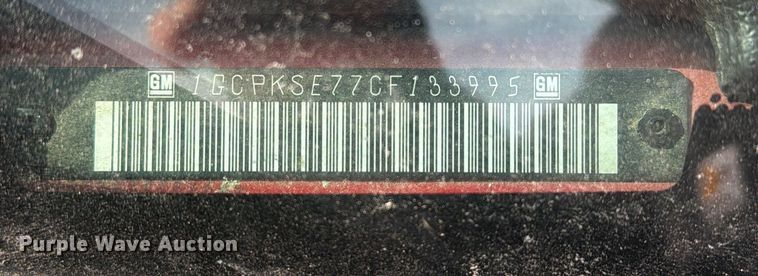 GM 1GCPKSE77CF133995 GM
Purple Wave Auction